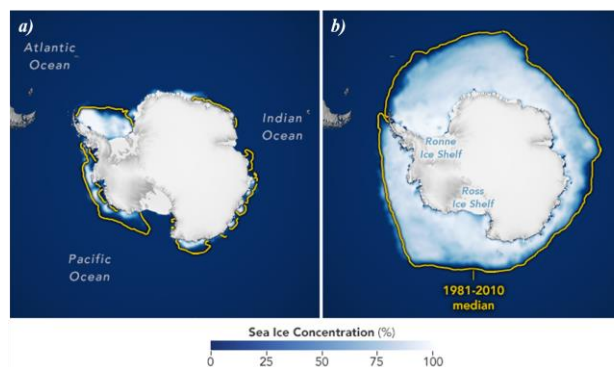 a)
Atlantic
Ocean
Indian
Ocean
Pacific
Ocean
b)
Ronne
Ice Shelf
Ross
Ice Shelf
1981-2010
median
Sea Ice Concentration (%)
0 25 50 75 100